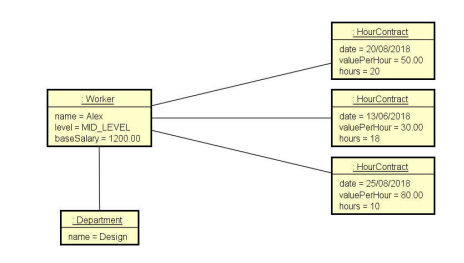 : HourContract
date = 20/08/2018
valuePerHour = 50.00
hours = 20
: Worker
name = Alex
level = MID_LEVEL
baseSalary = 1200.00
: HourContract
date = 13/06/2018
valuePerHour = 30.00
hours = 18
: HourContract
date = 25/08/2018
valuePerHour = 80.00
hours = 10
: Department
name = Design